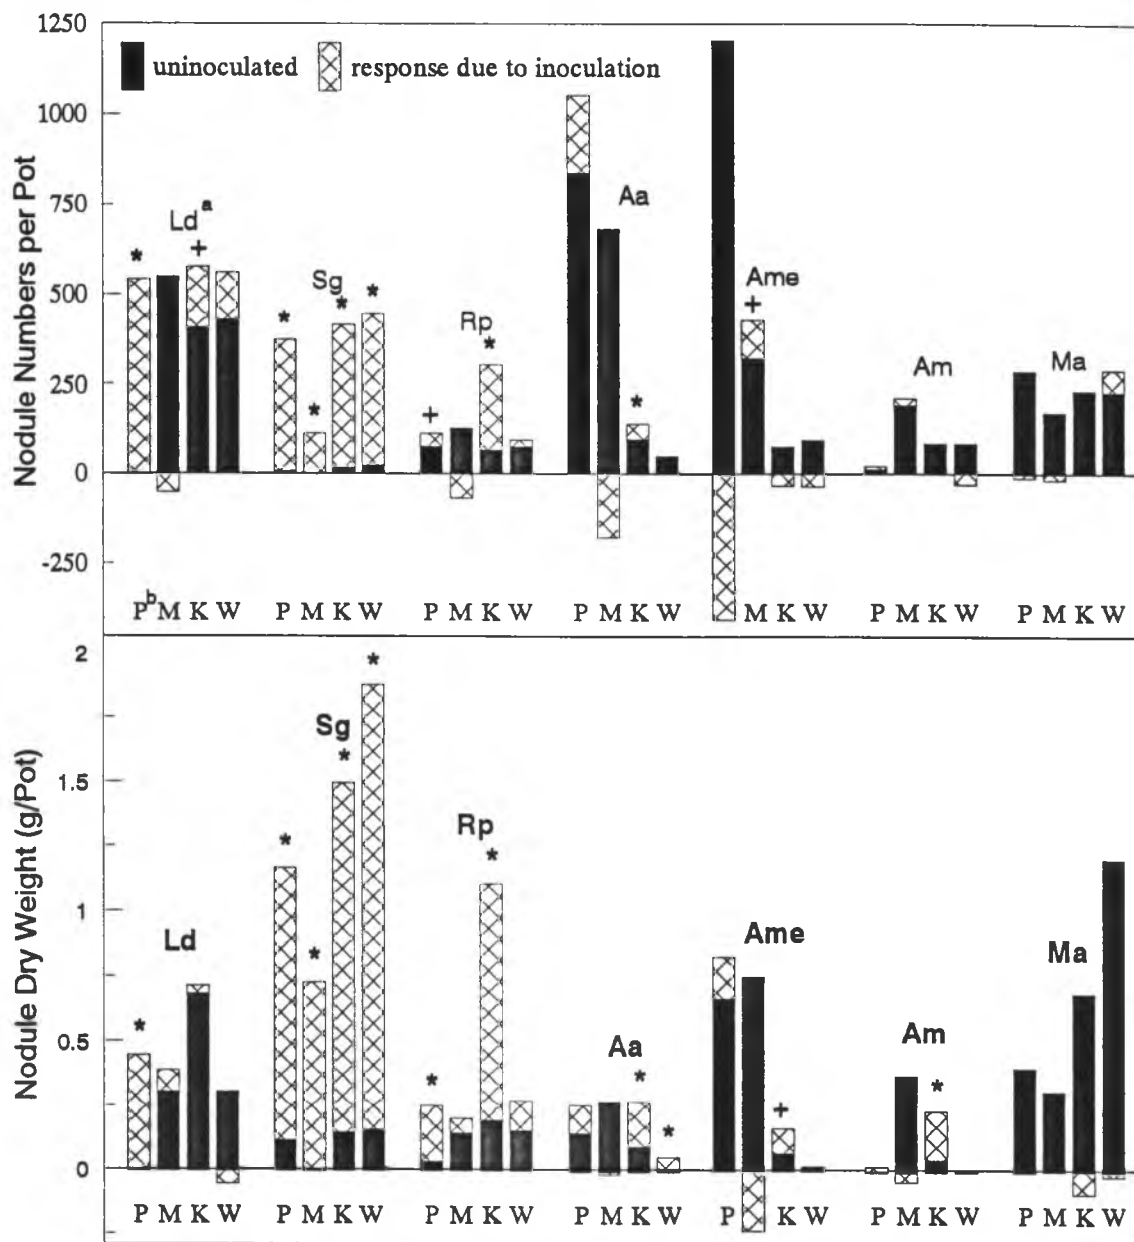 1250
uninoculated
response due to inoculation
1000
750
500
250
0
-250
Nodule Numbers per Pot
Ld a
Sg
Rp
Aa
Ame
Am
Ma
* + * * * * + * * +
P b M K W P M K W P M K W P M K W P M K W P M K W P M K W
2
1.5
1
0.5
0
Nodule Dry Weight (g/Pot)
Ld
Sg
Rp
Aa
Ame
Am
Ma
* * * * * * * * * + *
P M K W P M K W P M K W P M K W P K W P M K W P M K W